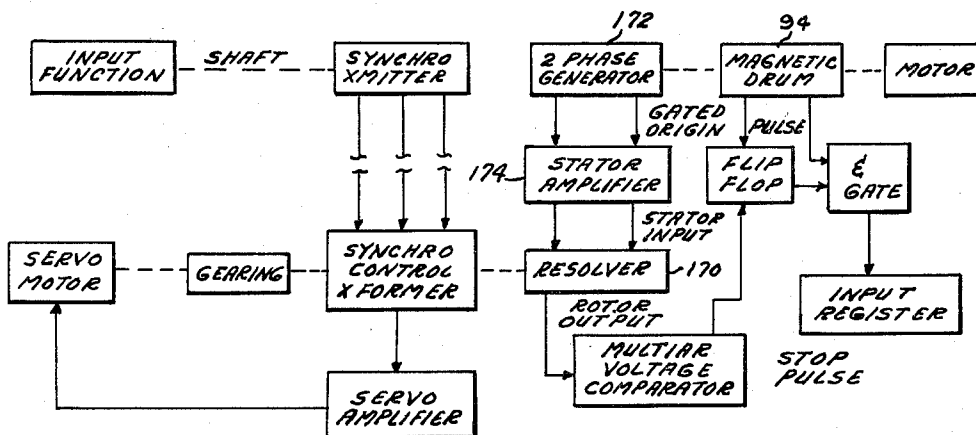 172
94
INPUT
FUNCTION
SHAFT
SYNCHRO
XMITTER
2 PHASE
GENERATOR
MAGNETIC
DRUM
MOTOR
GATED
ORIGIN
PULSE
174
STATOR
AMPLIFIER
FLIP
FLOP
&
GATE
STATOR
INPUT
SERVO
MOTOR
GEARING
SYNCHRO
CONTROL
X FORMER
RESOLVER
170
INPUT
REGISTER
ROTOR
OUTPUT
MULTIAR
VOLTAGE
COMPARATOR
STOP
PULSE
SERVO
AMPLIFIER